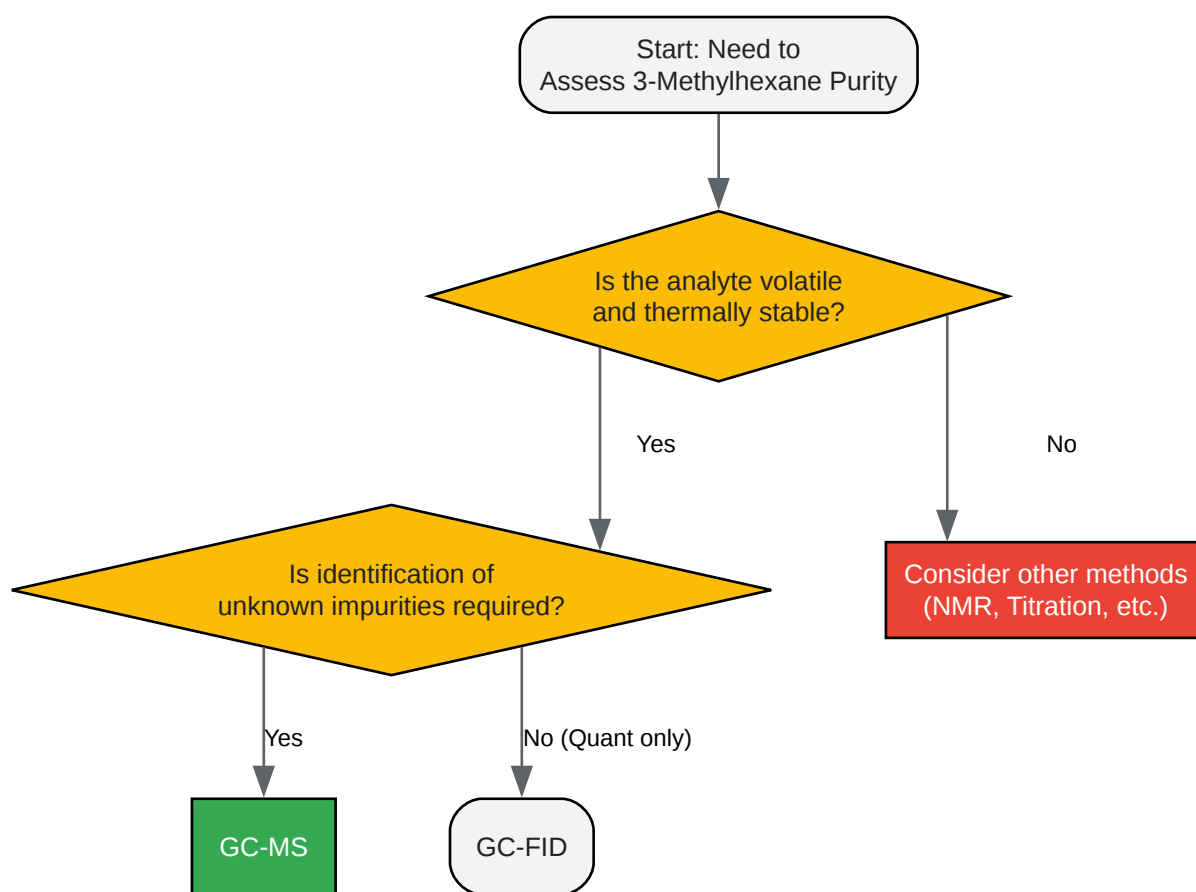 Start: Need to
Assess 3-Methylhexane Purity
Is the analyte volatile
and thermally stable?
Yes
No
Is identification of
unknown impurities required?
Consider other methods
(NMR, Titration, etc.)
Yes
No (Quant only)
GC-MS
GC-FID